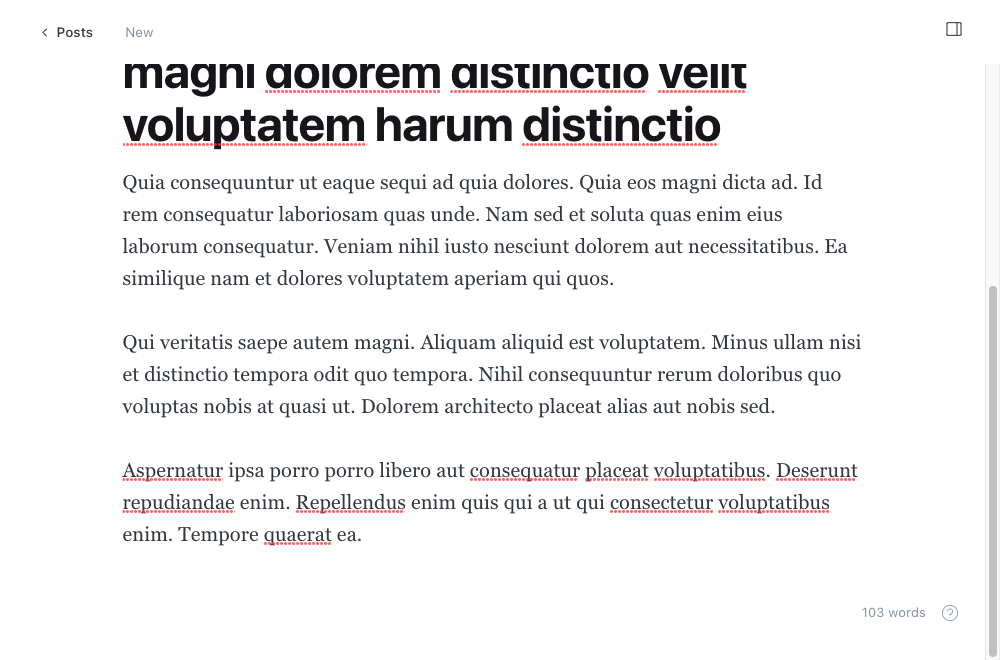 Posts New
magni dolorem distinctio velit
voluptatem harum distinctio
Quia consequuntur ut eaque sequi ad quia dolores. Quia eos magni dicta ad. Id
rem consequatur laboriosam quas unde. Nam sed et soluta quas enim eius
laborum consequatur. Veniam nihil iusto nesciunt dolorem aut necessitatibus. Ea
similique nam et dolores voluptatem aperiam qui quos.
Qui veritatis saepe autem magni. Aliquam aliquid est voluptatem. Minus ullam nisi
et distinctio tempora odit quo tempora. Nihil consequuntur rerum doloribus quo
voluptas nobis at quasi ut. Dolorem architecto placeat alias aut nobis sed.
Aspernatur ipsa porro porro libero aut consequatur placeat voluptatibus. Deserunt
repudiandae enim. Repellendus enim quis qui a ut qui consectetur voluptatibus
enim. Tempore quaerat ea.
103 words ?